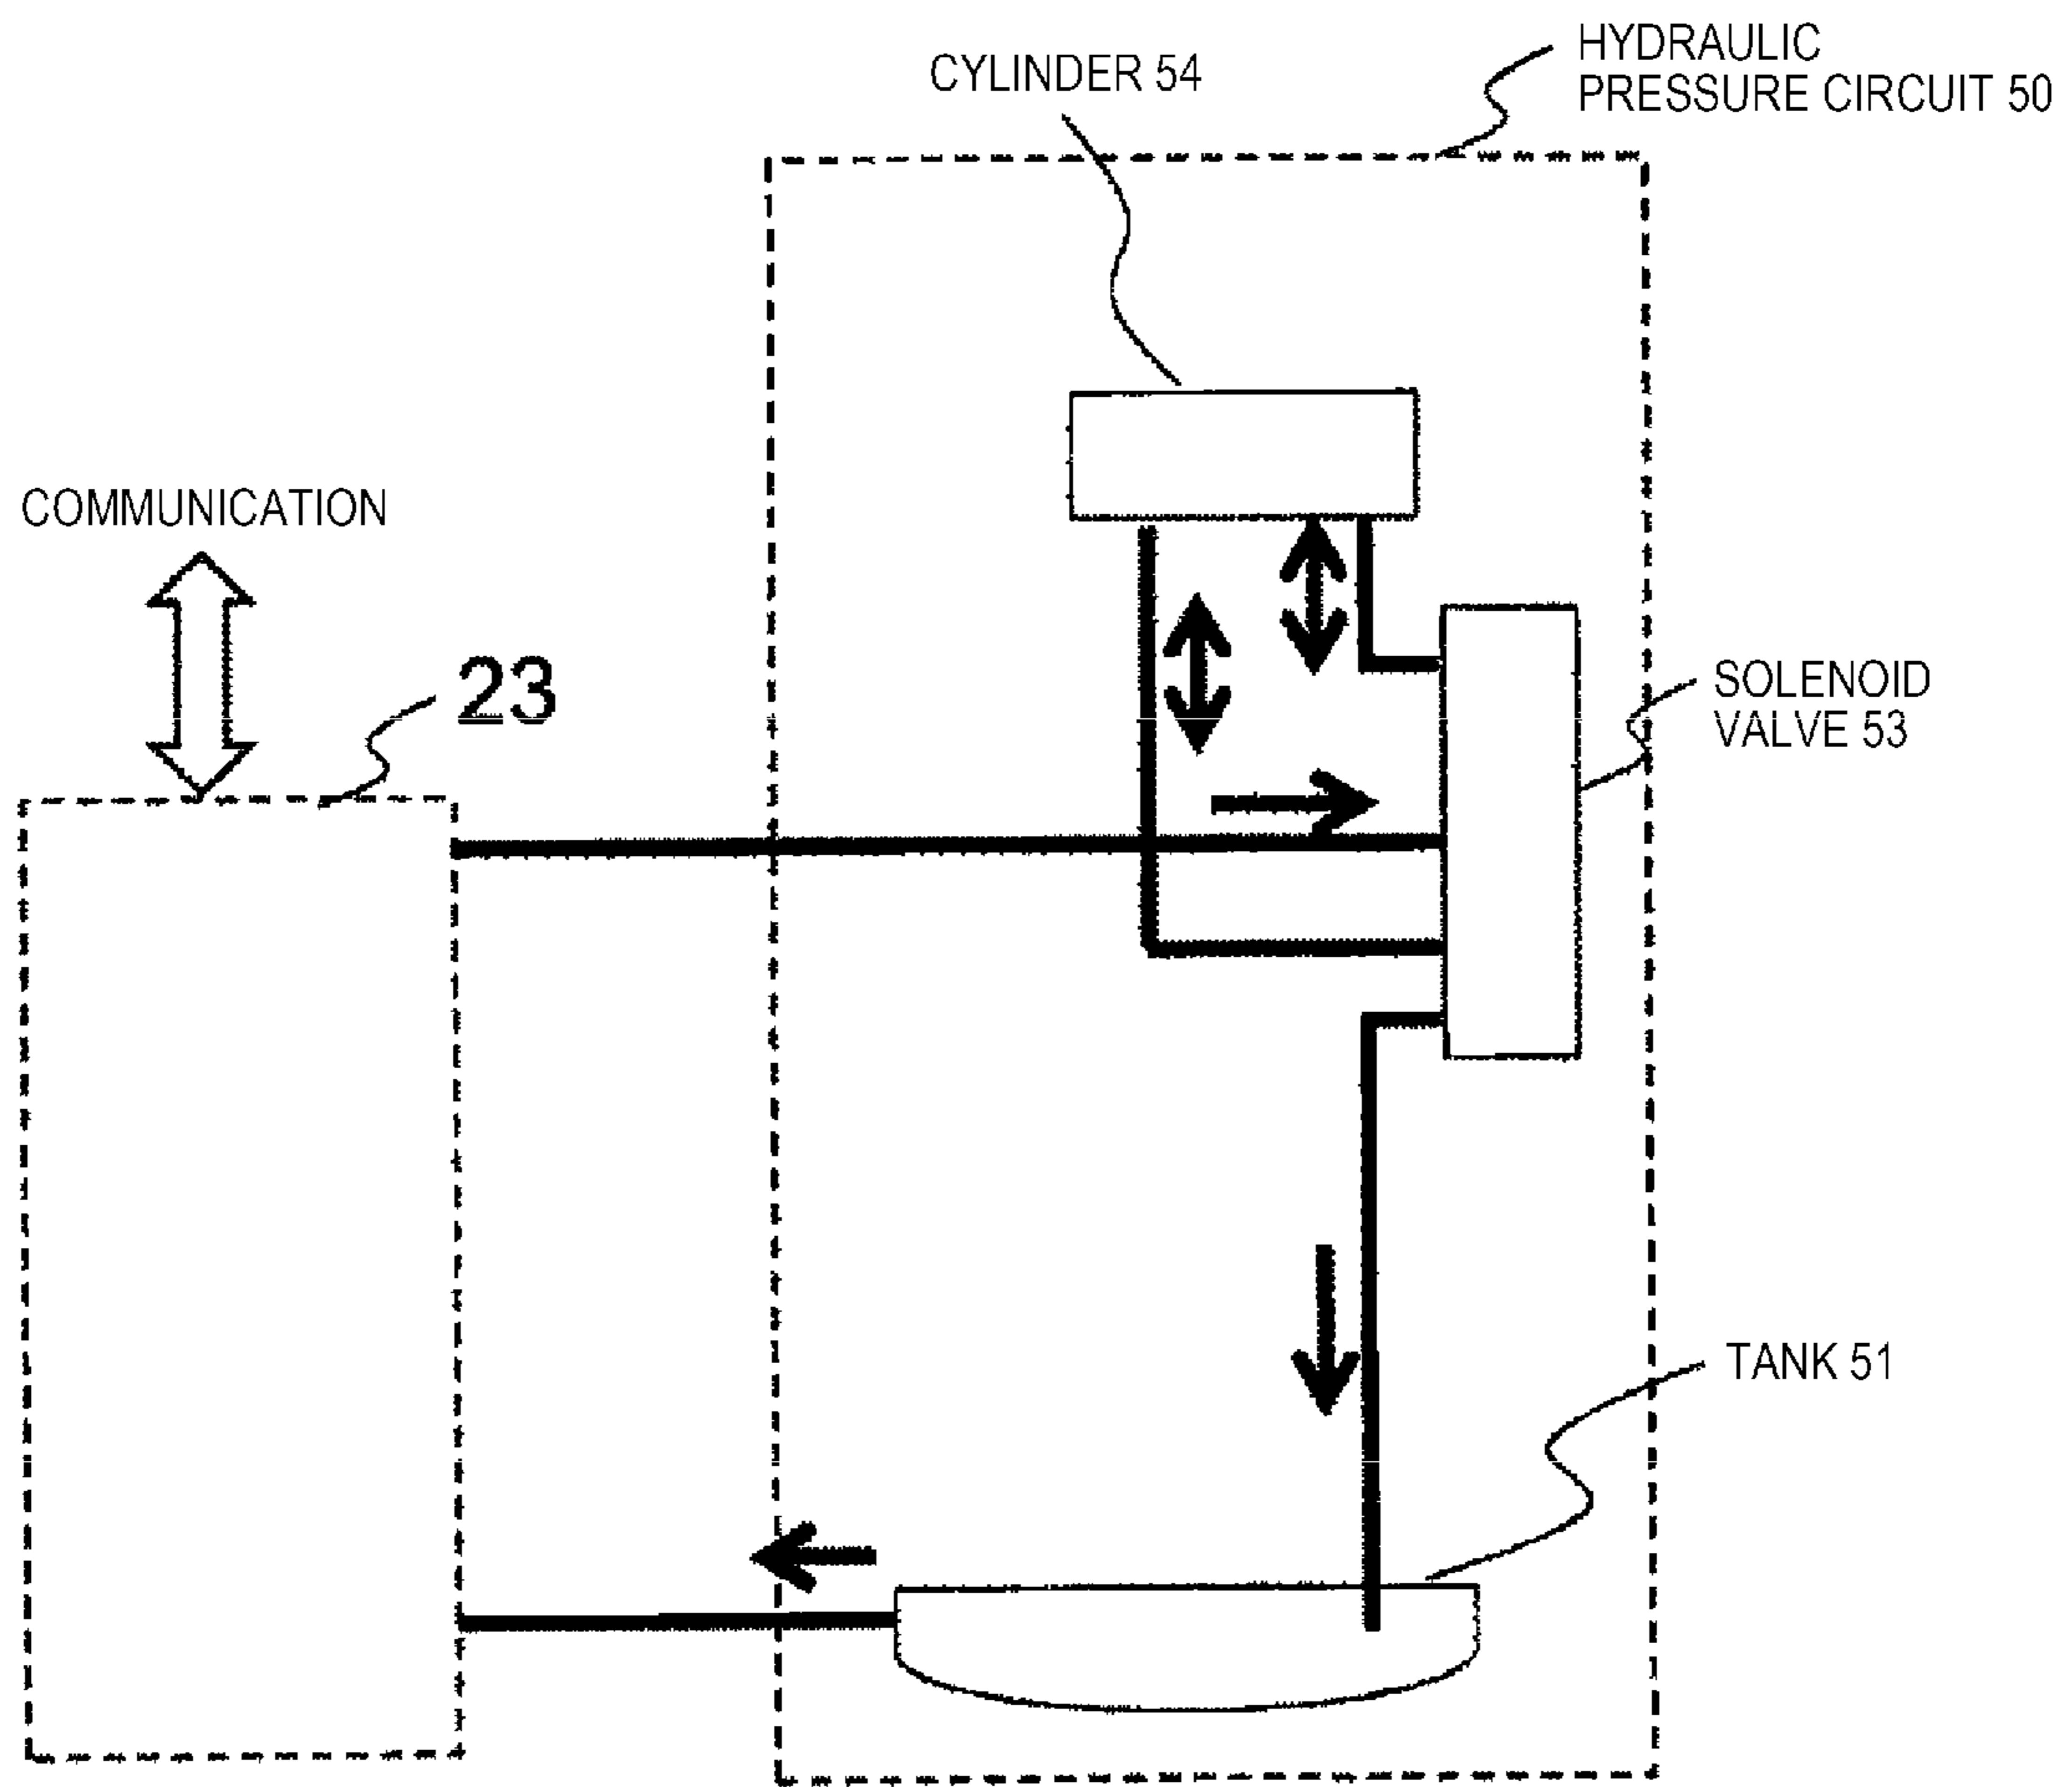 HYDRAULIC
PRESSURE CIRCUIT 50
CYLINDER 54
COMMUNICATION
23
SOLENOID
VALVE 53
TANK 51